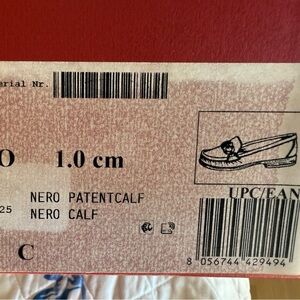 erial Nr.
O 1.0 cm
UPC/EAN
25 NERO PATENTCALF
NERO CALF
C
8 056744 429494